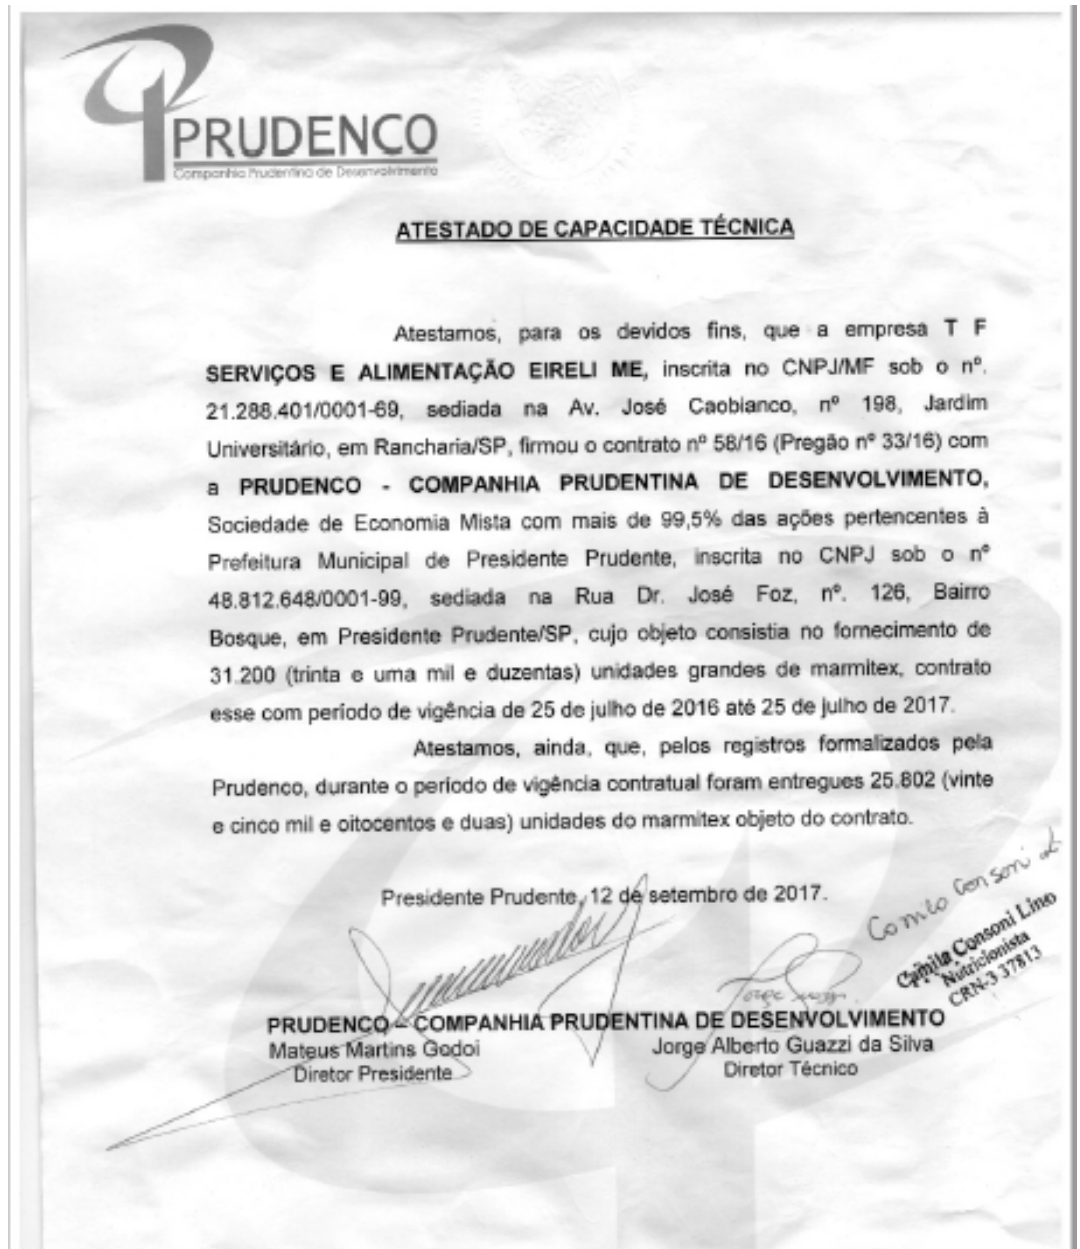 PRUDENCO
Companhia Prudentina de Desenvolvimento
ATESTADO DE CAPACIDADE TÉCNICA
Atestamos, para os devidos fins, que a empresa T F
SERVIÇOS E ALIMENTAÇÃO EIRELI ME, inscrita no CNPJ/MF sob o nº.
21.288.401/0001-69, sediada na Av. José Caobianco, nº 198, Jardim
Universitário, em Rancharia/SP, firmou o contrato nº 58/16 (Pregão nº 33/16) com
a PRUDENCO - COMPANHIA PRUDENTINA DE DESENVOLVIMENTO,
Sociedade de Economia Mista com mais de 99,5% das ações pertencentes à
Prefeitura Municipal de Presidente Prudente, inscrita no CNPJ sob o nº
48.812.648/0001-99, sediada na Rua Dr. José Foz, nº. 126, Bairro
Bosque, em Presidente Prudente/SP, cujo objeto consistia no fornecimento de
31.200 (trinta e uma mil e duzentas) unidades grandes de marmitex, contrato
esse com período de vigência de 25 de julho de 2016 até 25 de julho de 2017.
Atestamos, ainda, que, pelos registros formalizados pela
Prudenco, durante o período de vigência contratual foram entregues 25.802 (vinte
e cinco mil e oitocentos e duas) unidades do marmitex objeto do contrato.
Presidente Prudente, 12 de setembro de 2017.
Camila Consoni Lino
Nutricionista
CRN-3 37813
PRUDENCO – COMPANHIA PRUDENTINA DE DESENVOLVIMENTO
Mateus Martins Godoi
Diretor Presidente
Jorge Alberto Guazzi da Silva
Diretor Técnico